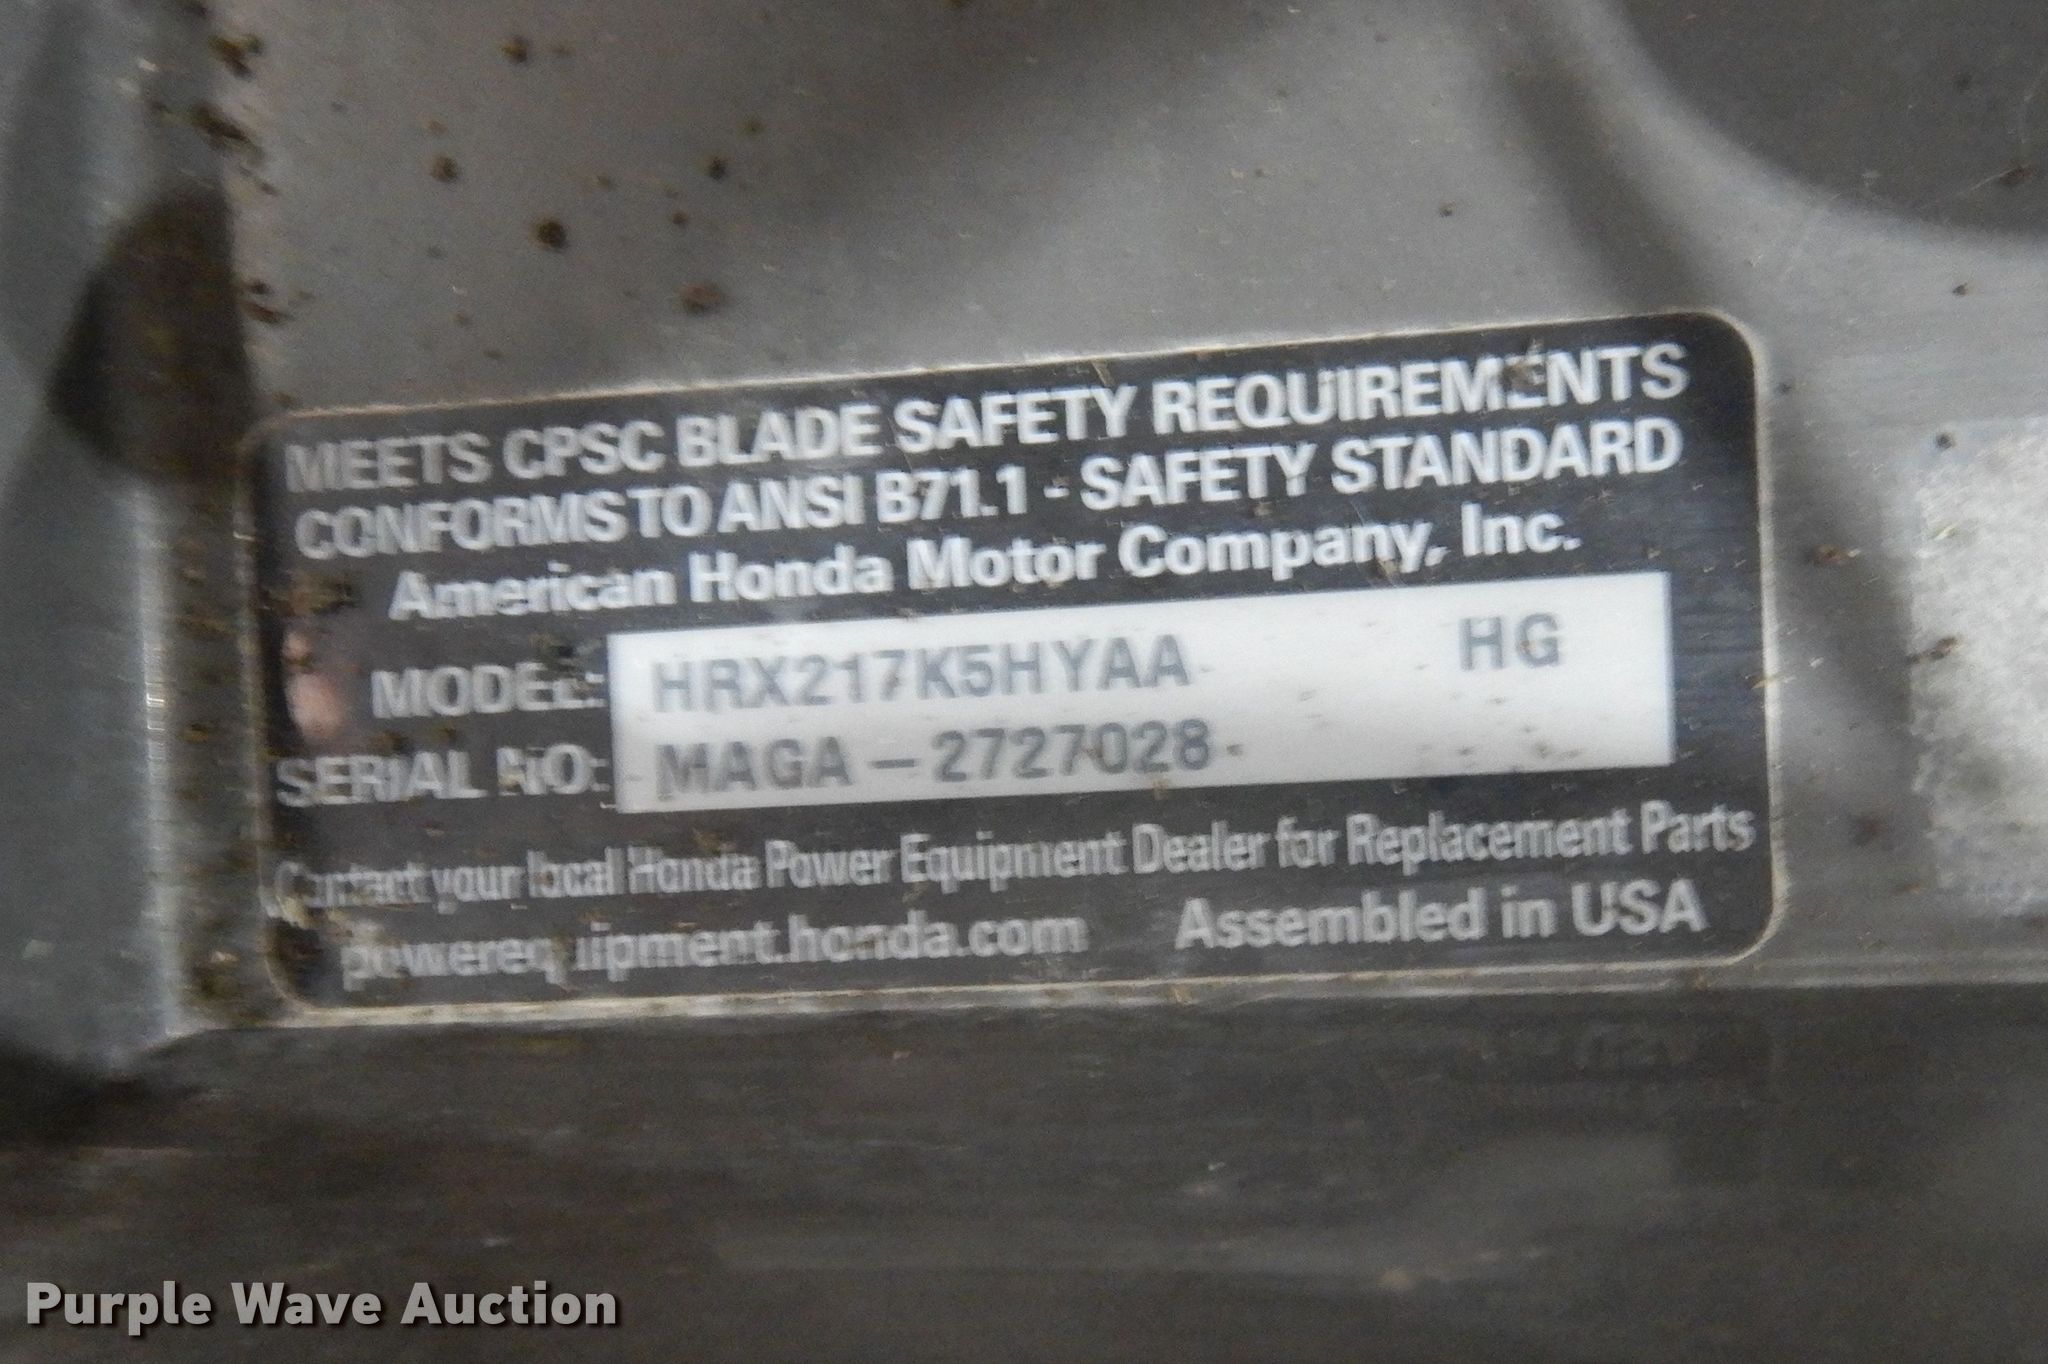 MEETS CPSC BLADE SAFETY REQUIREMENTS
CONFORMS TO ANSI B71.1 - SAFETY STANDARD
American Honda Motor Company, Inc.
MODEL: HRX217K5HYAA HG
SERIAL NO: MAGA-2727028
Contact your local Honda Power Equipment Dealer for Replacement Parts
powerequipment.honda.com Assembled in USA
Purple Wave Auction